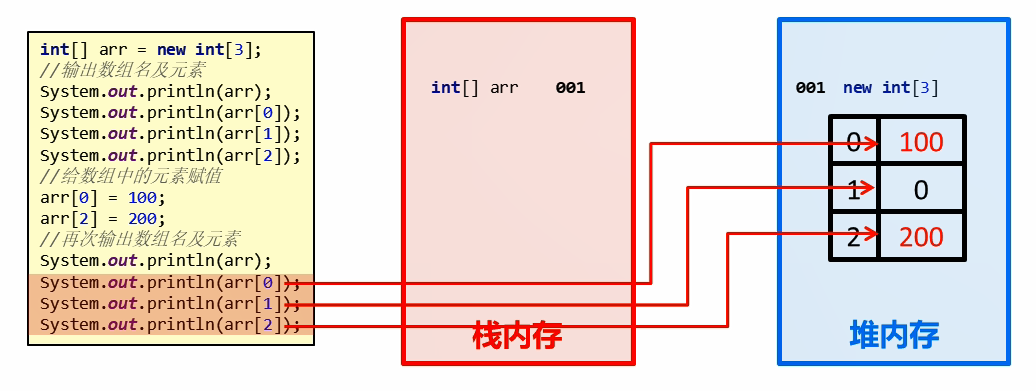 int[] arr = new int[3];
//输出数组名及元素
System.out.println(arr);
System.out.println(arr[0]);
System.out.println(arr[1]);
System.out.println(arr[2]);
//给数组中的元素赋值
arr[0] = 100;
arr[2] = 200;
//再次输出数组名及元素
System.out.println(arr);
System.out.println(arr[0]);
System.out.println(arr[1]);
System.out.println(arr[2]);
int[] arr 001
栈内存
001 new int[3]
0 100
1 0
2 200
堆内存